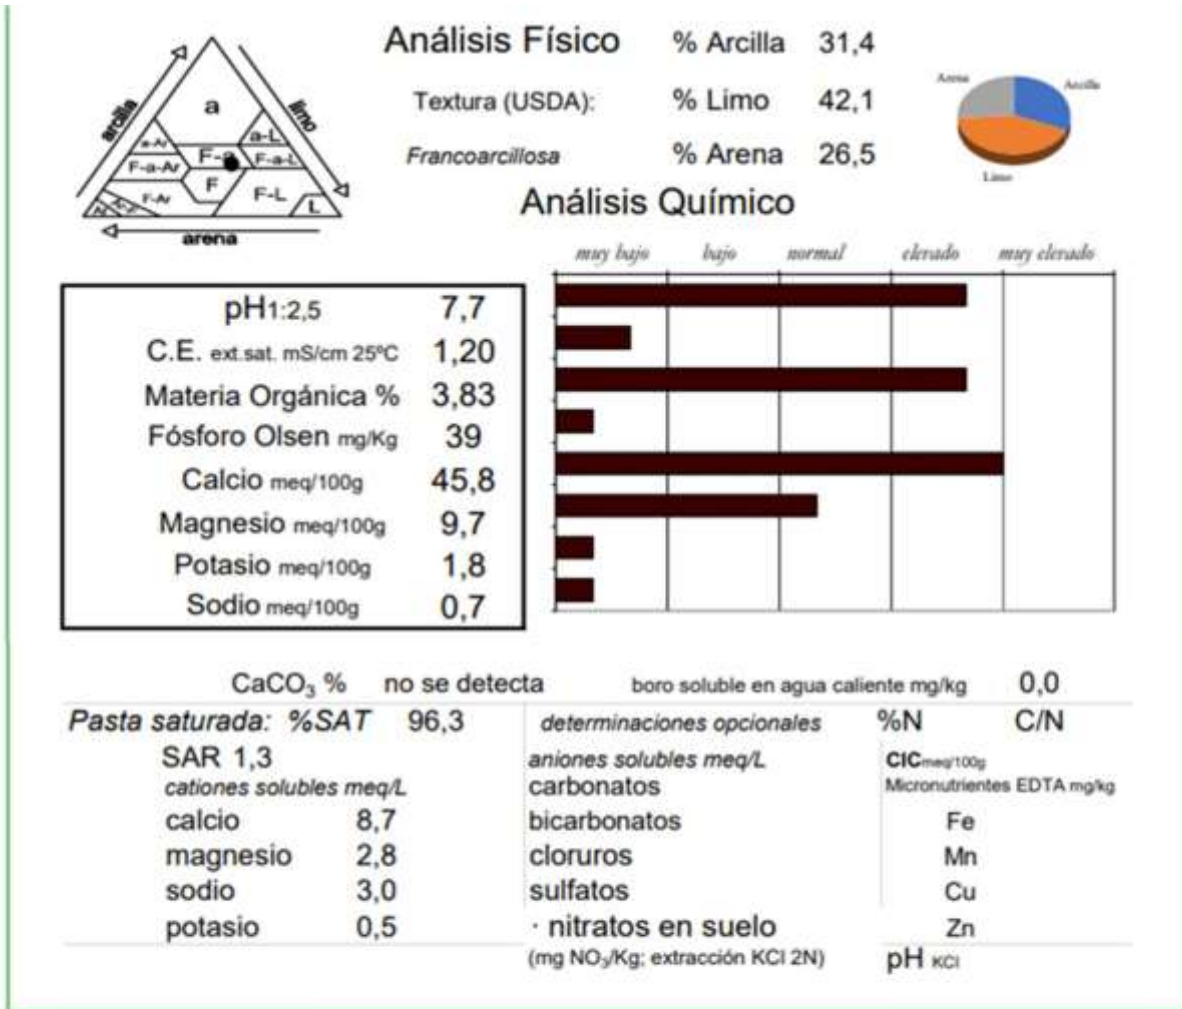 Análisis Físico % Arcilla 31,4
Textura (USDA): % Limo 42,1
Francoarcillosa % Arena 26,5
arcilla
limo
arena
a
a-Ar
a-L
F-a-Ar
F-a
F-a-L
F-Ar
F
F-L
L
Arena
Arcilla
Limo
Análisis Químico
muy bajo bajo normal elevado muy elevado
pH1:2,5 7,7
C.E. ext.sat. mS/cm 25ºC 1,20
Materia Orgánica % 3,83
Fósforo Olsen mg/Kg 39
Calcio meq/100g 45,8
Magnesio meq/100g 9,7
Potasio meq/100g 1,8
Sodio meq/100g 0,7
CaCO₃ % no se detecta boro soluble en agua caliente mg/kg 0,0
Pasta saturada: %SAT 96,3 determinaciones opcionales %N C/N
SAR 1,3 aniones solubles meq/L CICmeq/100g
cationes solubles meq/L carbonatos Micronutrientes EDTA mg/kg
calcio 8,7 bicarbonatos Fe
magnesio 2,8 cloruros Mn
sodio 3,0 sulfatos Cu
potasio 0,5 · nitratos en suelo Zn
(mg NO₃/Kg; extracción KCl 2N) pH KCl